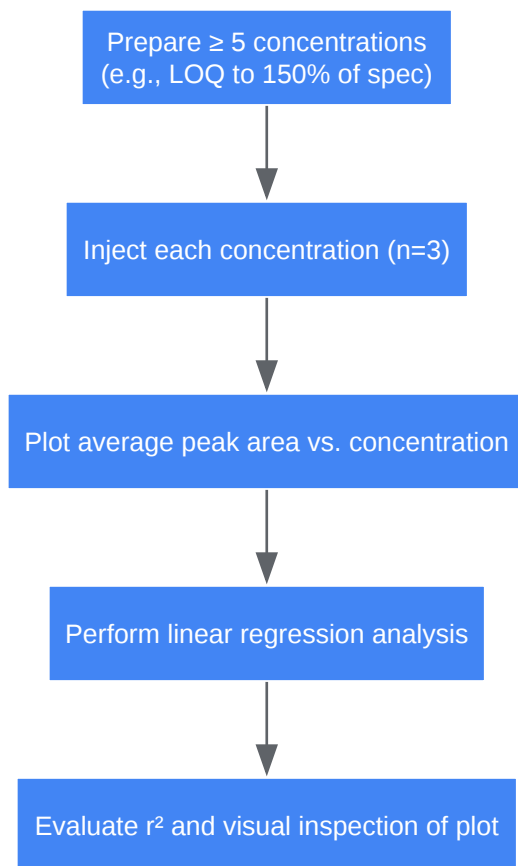 Prepare ≥ 5 concentrations
(e.g., LOQ to 150% of spec)
Inject each concentration (n=3)
Plot average peak area vs. concentration
Perform linear regression analysis
Evaluate r² and visual inspection of plot